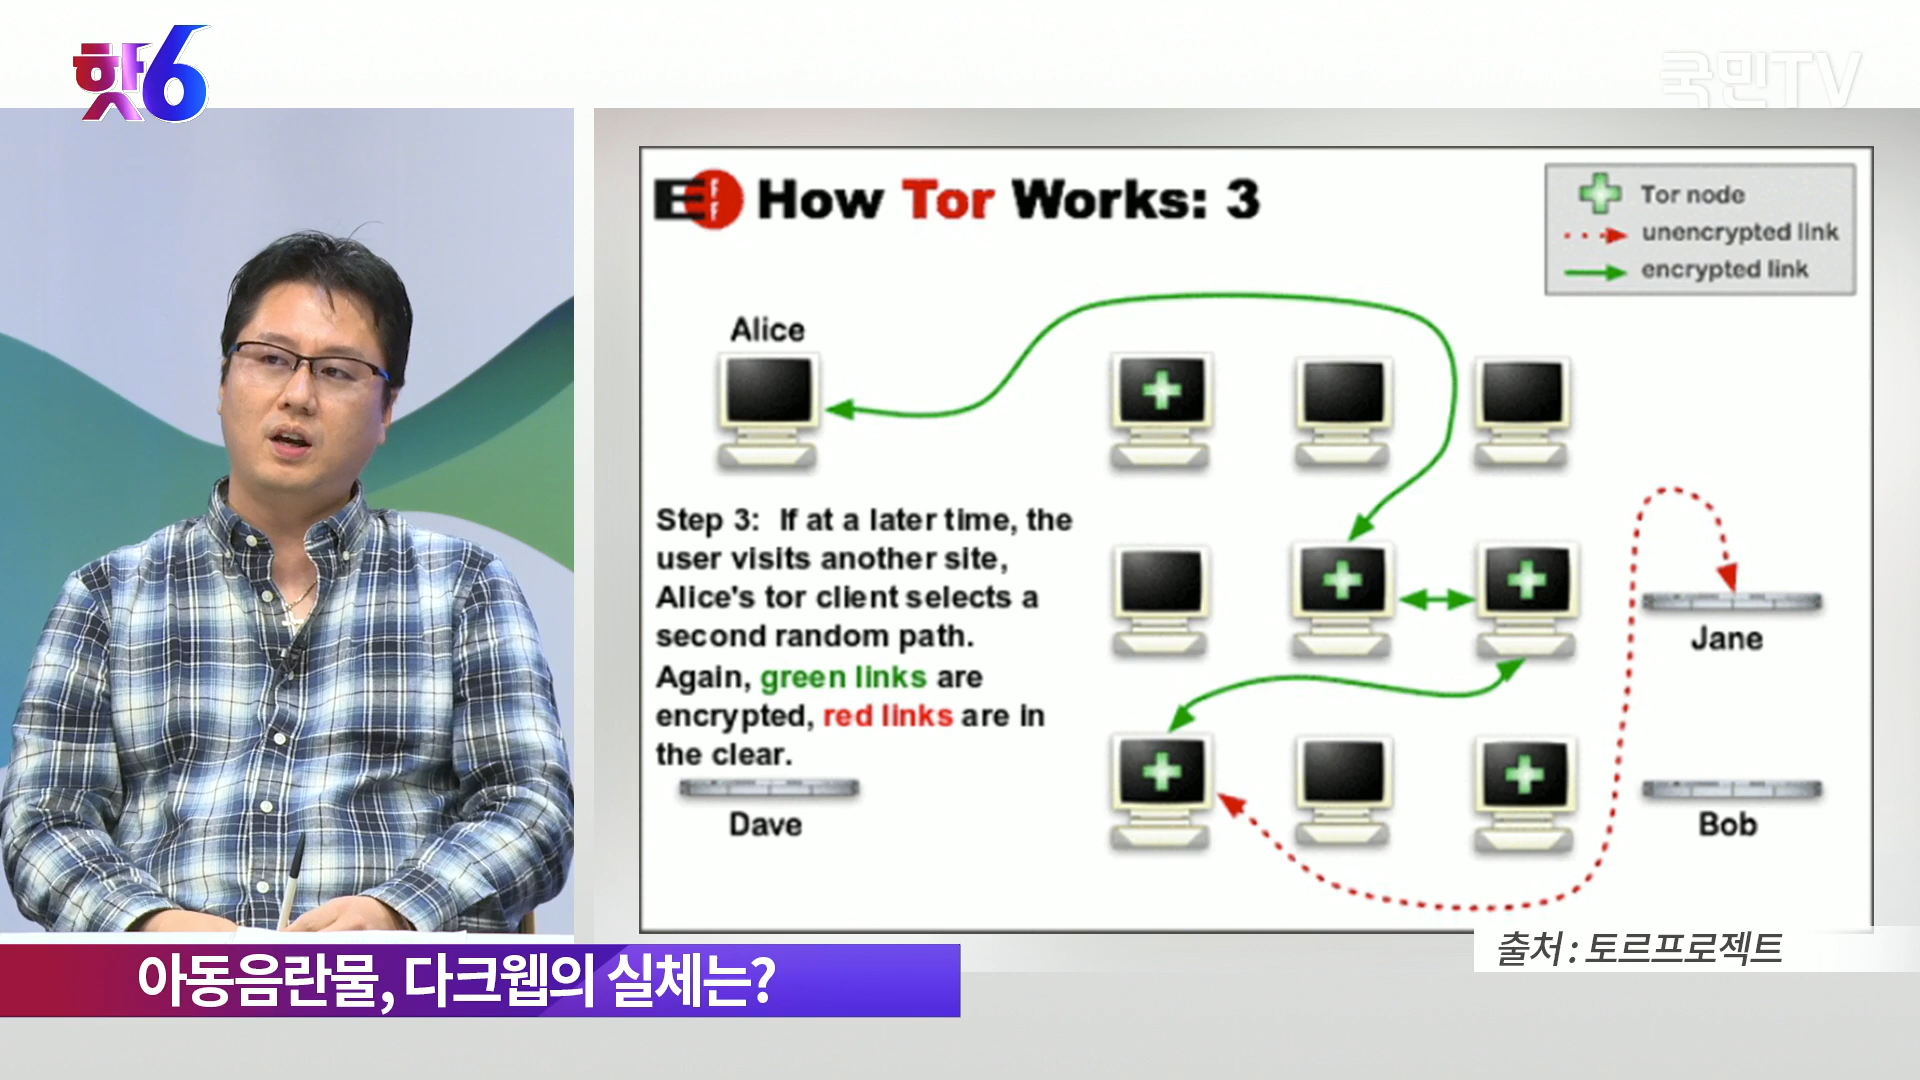 핫6
국민TV
EFF How Tor Works: 3
Tor node
unencrypted link
encrypted link
Alice
Step 3: If at a later time, the
user visits another site,
Alice's tor client selects a
second random path.
Again, green links are
encrypted, red links are in
the clear.
Jane
Dave
Bob
출처 : 토르프로젝트
아동음란물, 다크웹의 실체는?